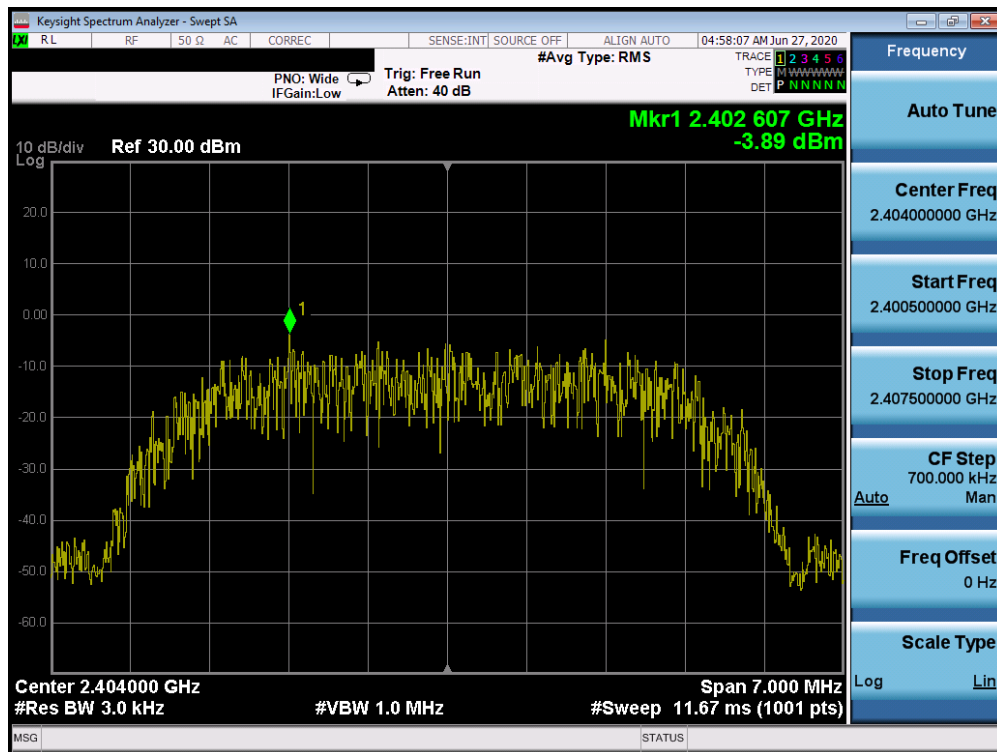 Keysight Spectrum Analyzer - Swept SA
LXI RL RF 50 Ω AC CORREC SENSE:INT SOURCE OFF ALIGN AUTO 04:58:07 AM Jun 27, 2020
#Avg Type: RMS
TRACE 1 2 3 4 5 6
PNO: Wide Trig: Free Run
TYPE M W W W W W
IFGain:Low Atten: 40 dB
DET P N N N N N
Mkr1 2.402 607 GHz
-3.89 dBm
10 dB/div Ref 30.00 dBm
Log
20.0
10.0
0.00
1
-10.0
-20.0
-30.0
-40.0
-50.0
-60.0
Center 2.404000 GHz Span 7.000 MHz
#Res BW 3.0 kHz #VBW 1.0 MHz #Sweep 11.67 ms (1001 pts)
MSG STATUS
Frequency
Auto Tune
Center Freq
2.404000000 GHz
Start Freq
2.400500000 GHz
Stop Freq
2.407500000 GHz
CF Step
700.000 kHz
Auto Man
Freq Offset
0 Hz
Scale Type
Log Lin